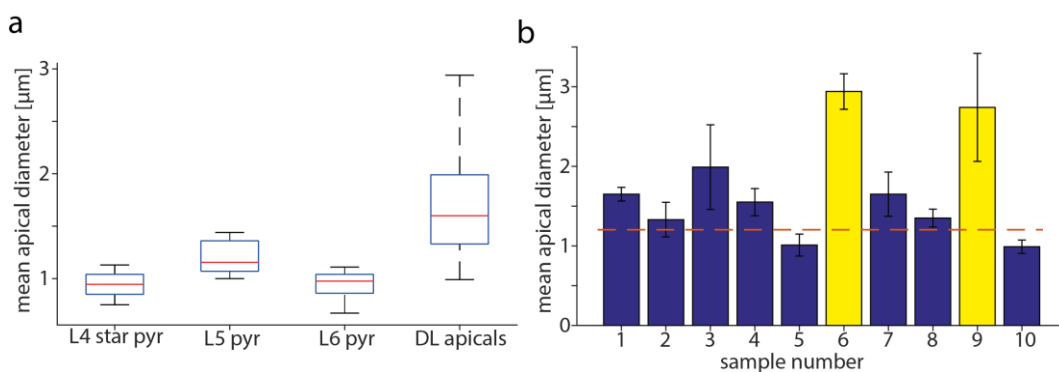 a
mean apical diameter [µm]
3
2
1
L4 star pyr
L5 pyr
L6 pyr
DL apicals
b
mean apical diameter [µm]
3
2
1
0
1 2 3 4 5 6 7 8 9 10
sample number